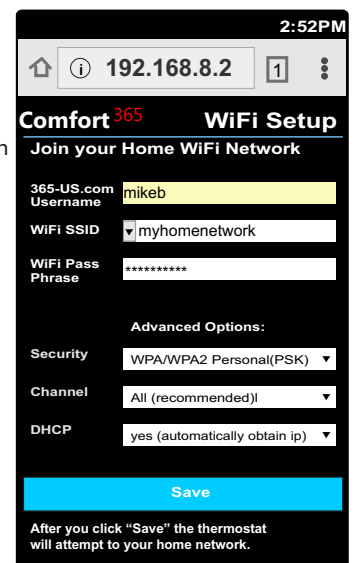 2:52PM
192.168.8.2 1
Comfort 365 WiFi Setup
n Join your Home WiFi Network
365-US.com Username mikeb
WiFi SSID myhomenetwork
WiFi Pass Phrase **********
Advanced Options:
Security WPA/WPA2 Personal(PSK)
Channel All (recommended)l
DHCP yes (automatically obtain ip)
Save
After you click “Save” the thermostat
will attempt to your home network.